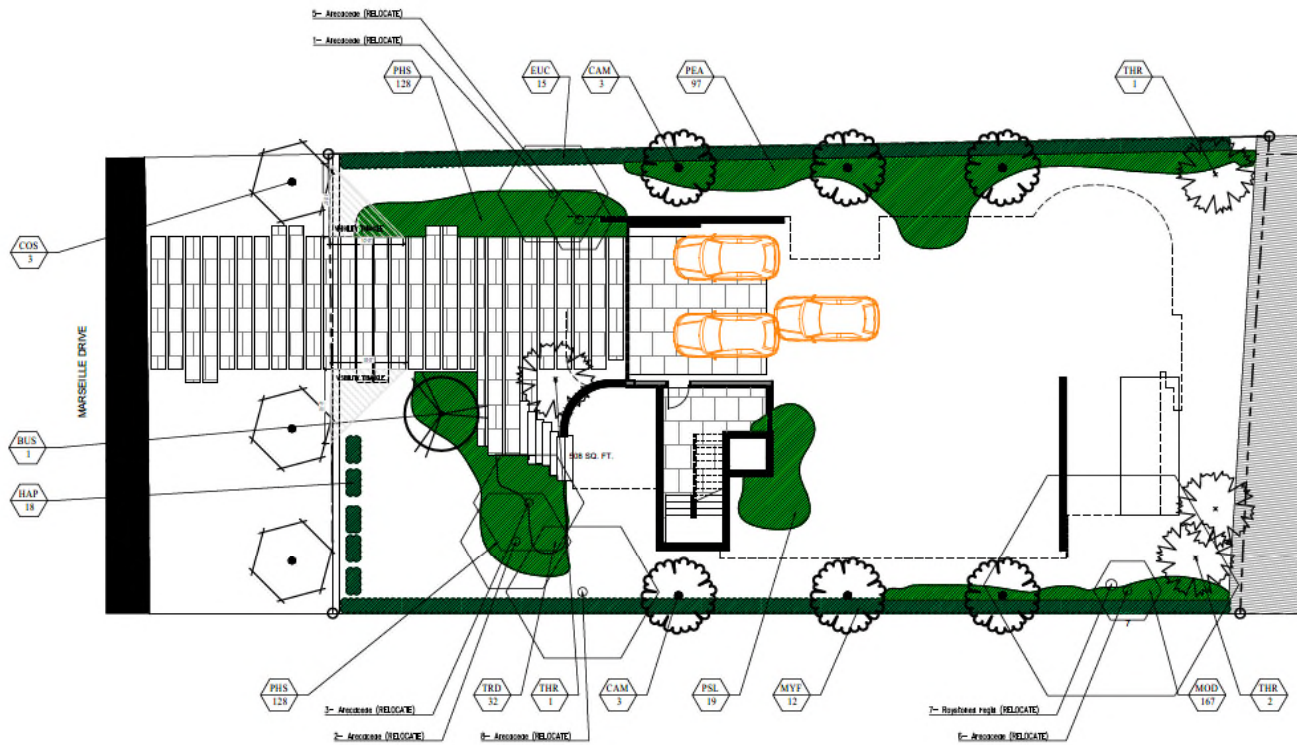 5- Arecaceae (RELOCATE)
1- Arecaceae (RELOCATE)
PHS
128
EUC
15
CAM
3
PEA
97
THR
1
COS
3
MARSEILLE DRIVE
BUS
1
HAP
18
508 SQ. FT.
7
PHS
128
TRD
32
THR
1
CAM
3
PSL
19
MYF
12
MOD
167
THR
2
3- Arecaceae (RELOCATE)
2- Arecaceae (RELOCATE)
8- Arecaceae (RELOCATE)
7- Roystonea regia (RELOCATE)
6- Arecaceae (RELOCATE)